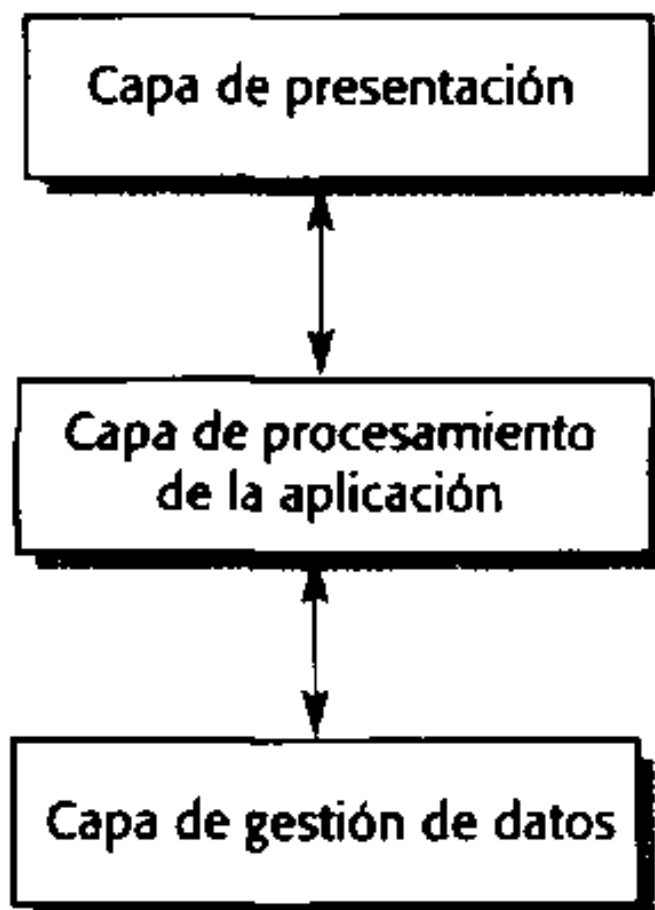 Capa de presentación
Capa de procesamiento
de la aplicación
Capa de gestión de datos